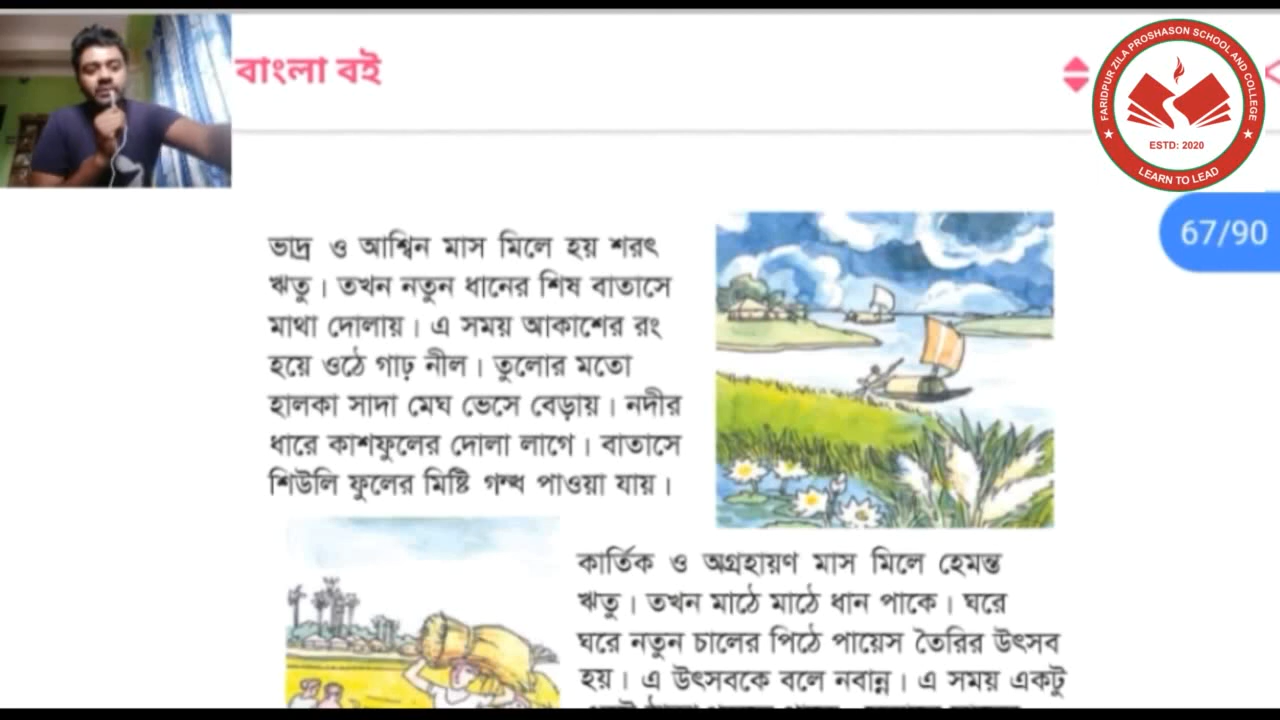 বাংলা বই
FARIDPUR ZILA PROSHASON SCHOOL AND COLLEGE
ESTD: 2020
LEARN TO LEAD
67/90
ভাদ্র ও আশ্বিন মাস মিলে হয় শরৎ
ঋতু। তখন নতুন ধানের শিষ বাতাসে
মাথা দোলায়। এ সময় আকাশের রং
হয়ে ওঠে গাঢ় নীল। তুলোর মতো
হালকা সাদা মেঘ ভেসে বেড়ায়। নদীর
ধারে কাশফুলের দোলা লাগে। বাতাসে
শিউলি ফুলের মিষ্টি গন্ধ পাওয়া যায়।
কার্তিক ও অগ্রহায়ণ মাস মিলে হেমন্ত
ঋতু। তখন মাঠে মাঠে ধান পাকে। ঘরে
ঘরে নতুন চালের পিঠে পায়েস তৈরির উৎসব
হয়। এ উৎসবকে বলে নবান্ন। এ সময় একটু